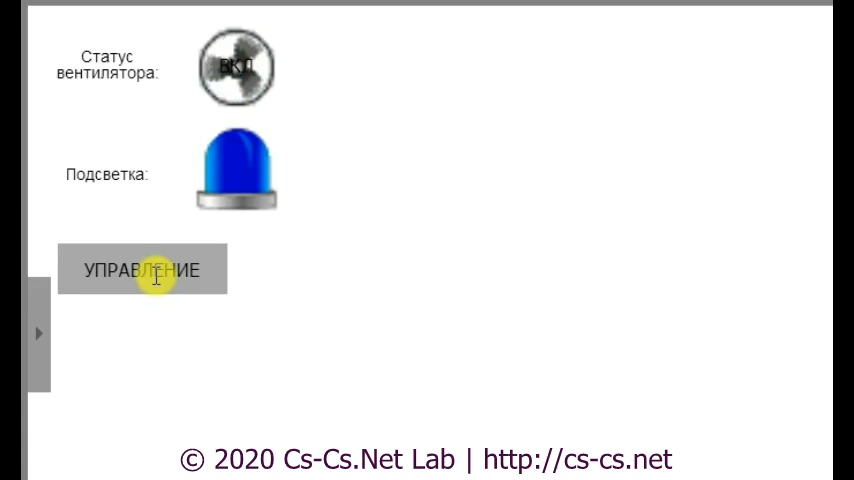 Статус
вентилятора:
ВКЛ
Подсветка:
УПРАВЛЕНИЕ
© 2020 Cs-Cs.Net Lab | http://cs-cs.net